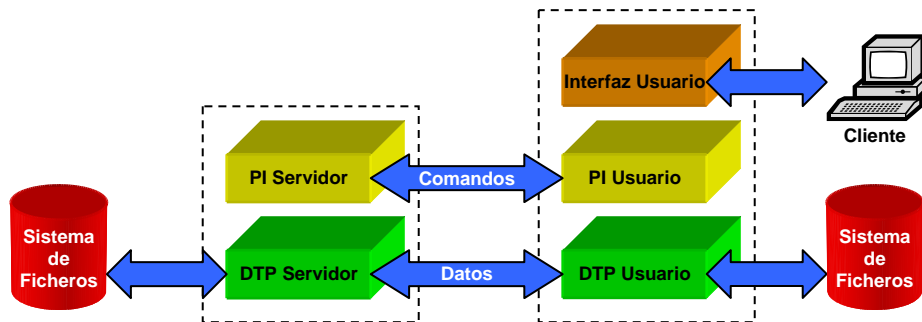 Interfaz Usuario
Cliente
PI Servidor
Comandos
PI Usuario
Sistema
de
Ficheros
DTP Servidor
Datos
DTP Usuario
Sistema
de
Ficheros